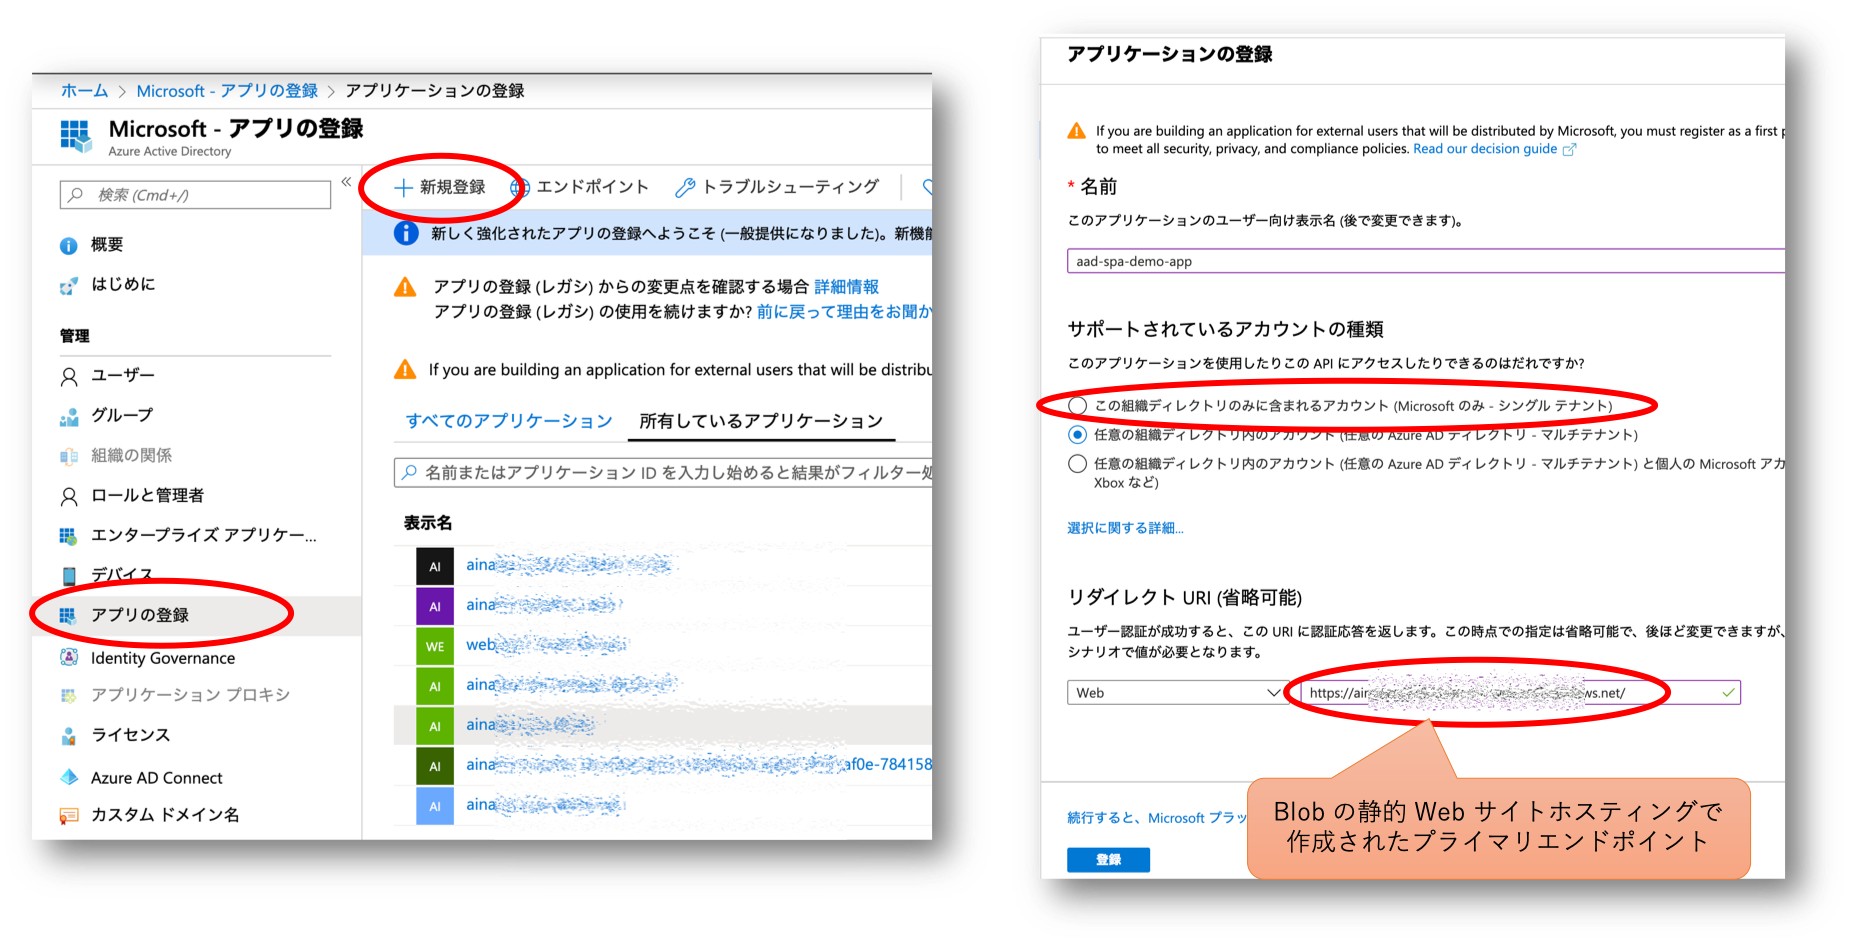 ホーム > Microsoft - アプリの登録 > アプリケーションの登録
Microsoft - アプリの登録
Azure Active Directory
検索 (Cmd+/)
«
概要
はじめに
管理
ユーザー
グループ
組織の関係
ロールと管理者
エンタープライズ アプリケー...
デバイス
アプリの登録
Identity Governance
アプリケーション プロキシ
ライセンス
Azure AD Connect
カスタム ドメイン名
新規登録
エンドポイント
トラブルシューティング
新しく強化されたアプリの登録へようこそ (一般提供になりました)。新機能
アプリの登録 (レガシ) からの変更点を確認する場合 詳細情報
アプリの登録 (レガシ) の使用を続けますか? 前に戻って理由をお聞か
If you are building an application for external users that will be distribu
すべてのアプリケーション
所有しているアプリケーション
名前またはアプリケーション ID を入力し始めると結果がフィルター処
表示名
AI aina
AI aina
WE web
AI aina
AI aina
AI aina af0e-784158
AI aina
アプリケーションの登録
If you are building an application for external users that will be distributed by Microsoft, you must register as a first p
to meet all security, privacy, and compliance policies. Read our decision guide
* 名前
このアプリケーションのユーザー向け表示名 (後で変更できます)。
aad-spa-demo-app
サポートされているアカウントの種類
このアプリケーションを使用したりこの API にアクセスしたりできるのはだれですか?
この組織ディレクトリのみに含まれるアカウント (Microsoft のみ - シングル テナント)
任意の組織ディレクトリ内のアカウント (任意の Azure AD ディレクトリ - マルチテナント)
任意の組織ディレクトリ内のアカウント (任意の Azure AD ディレクトリ - マルチテナント) と個人の Microsoft アカ
Xbox など)
選択に関する詳細...
リダイレクト URI (省略可能)
ユーザー認証が成功すると、この URI に認証応答を返します。この時点での指定は省略可能で、後ほど変更できますが、
シナリオで値が必要となります。
Web
https://ain ws.net/
続行すると、Microsoft プラッ
登録
Blob の静的 Web サイトホスティングで
作成されたプライマリエンドポイント